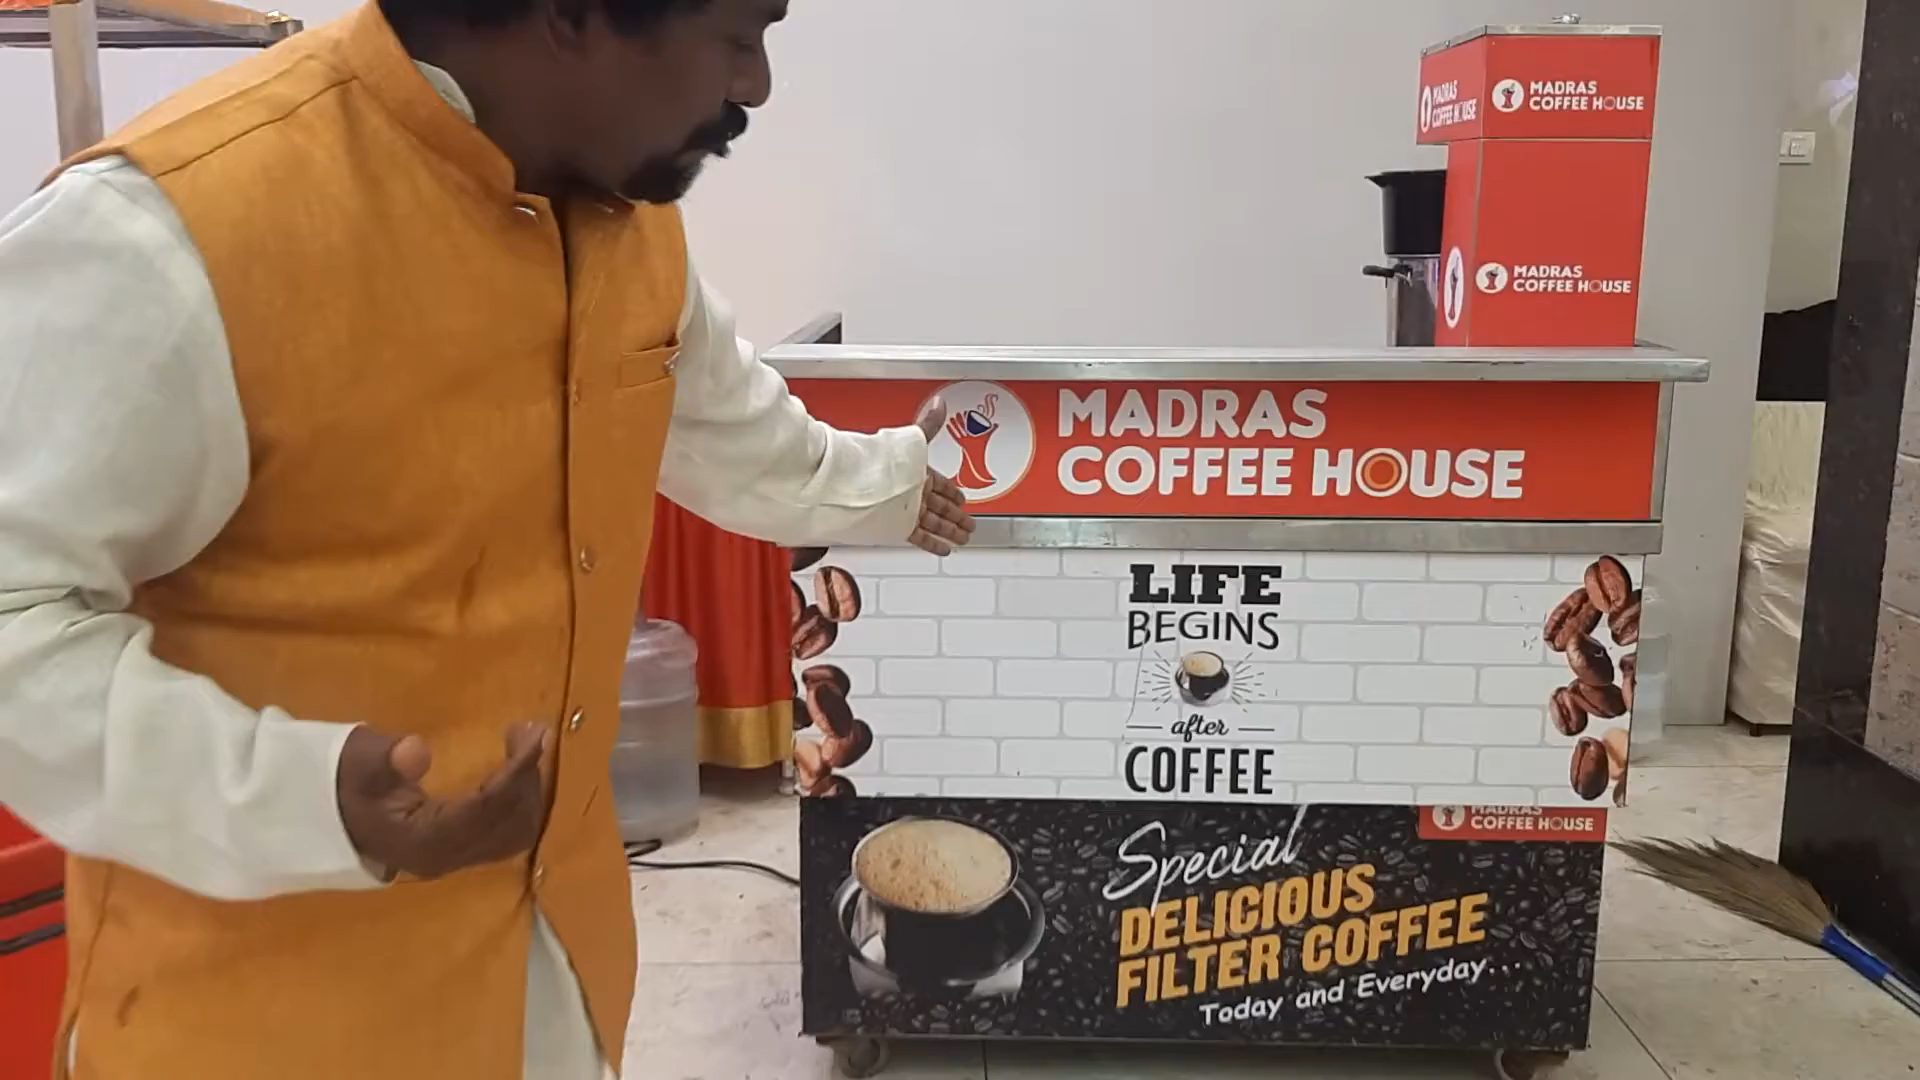 MADRAS
COFFEE HOUSE
MADRAS
COFFEE HOUSE
MADRAS
COFFEE HOUSE
MADRAS
COFFEE HOUSE
LIFE
BEGINS
after
COFFEE
MADRAS
COFFEE HOUSE
Special
DELICIOUS
FILTER COFFEE
Today and Everyday...